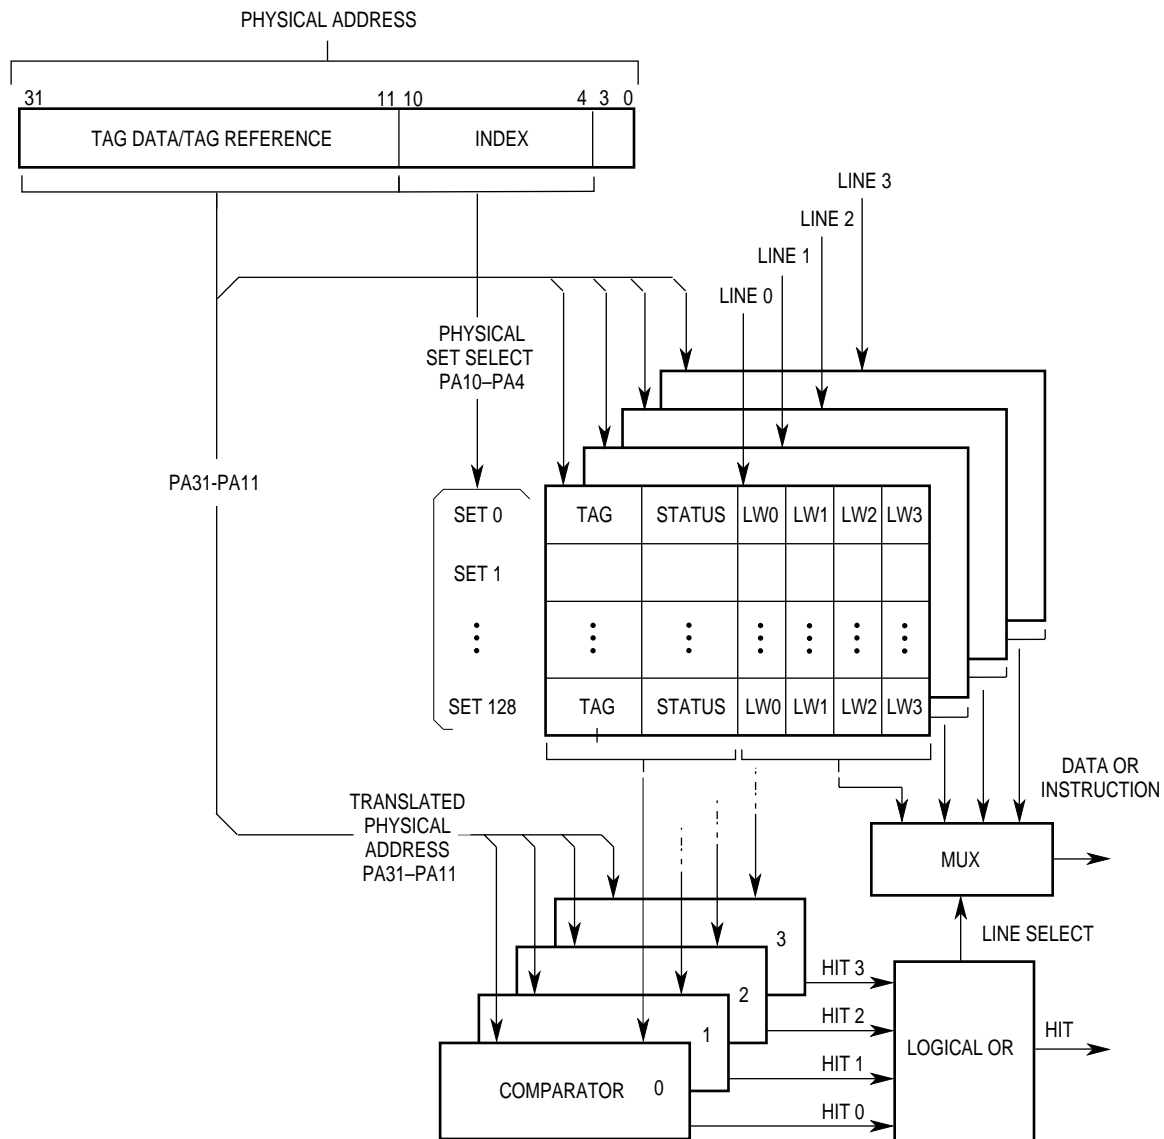 PHYSICAL ADDRESS
31 11 10 4 3 0
TAG DATA/TAG REFERENCE INDEX
LINE 3
LINE 2
LINE 1
LINE 0
PHYSICAL
SET SELECT
PA10–PA4
PA31-PA11
SET 0 TAG STATUS LW0 LW1 LW2 LW3
SET 1
SET 128 TAG STATUS LW0 LW1 LW2 LW3
DATA OR
INSTRUCTION
TRANSLATED
PHYSICAL
ADDRESS
PA31–PA11
MUX
LINE SELECT
3
2
1
COMPARATOR 0
HIT 3
HIT 2
HIT 1
HIT 0
LOGICAL OR
HIT